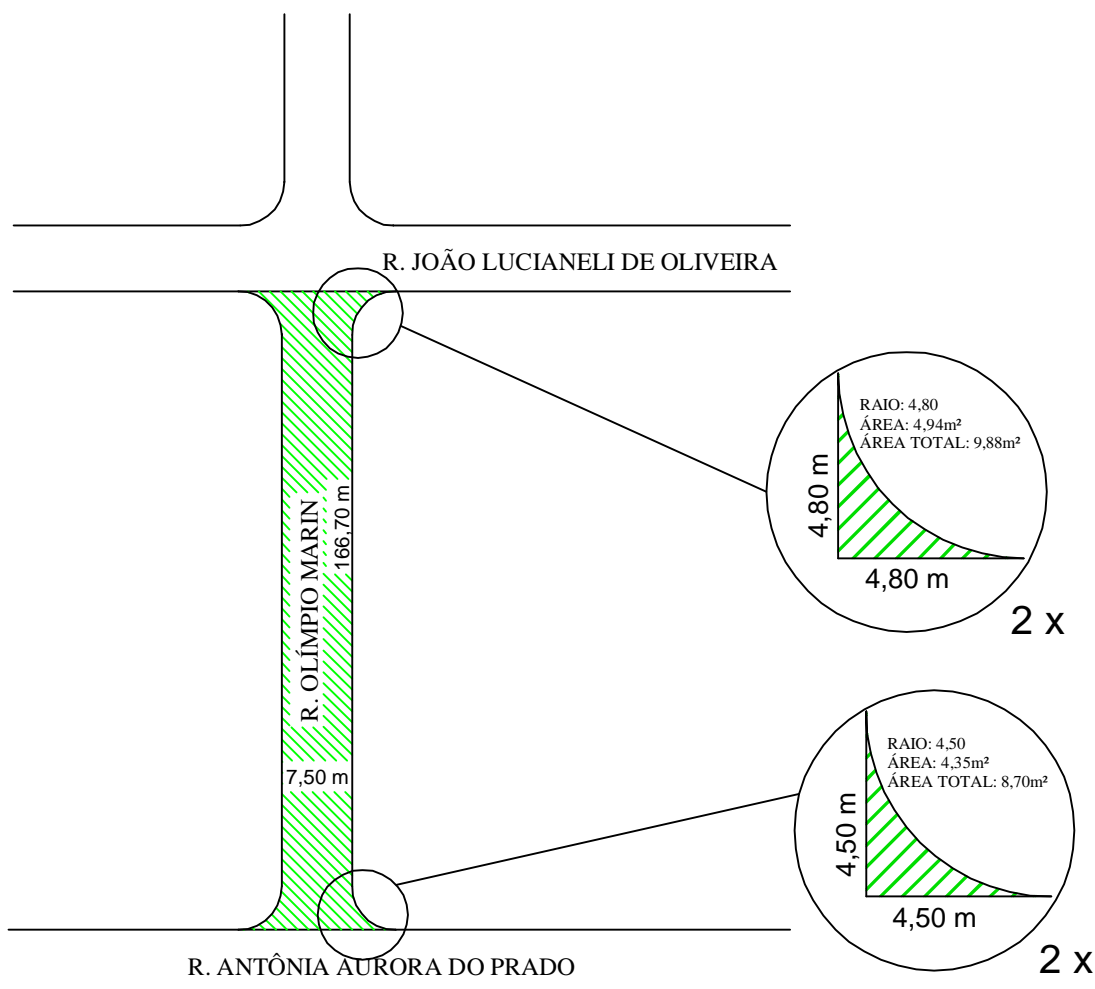 R. JOÃO LUCIANELI DE OLIVEIRA
R. OLÍMPIO MARIN
166,70 m
7,50 m
R. ANTÔNIA AURORA DO PRADO
RAIO: 4,80
ÁREA: 4,94m²
ÁREA TOTAL: 9,88m²
4,80 m
4,80 m
2 x
RAIO: 4,50
ÁREA: 4,35m²
ÁREA TOTAL: 8,70m²
4,50 m
4,50 m
2 x